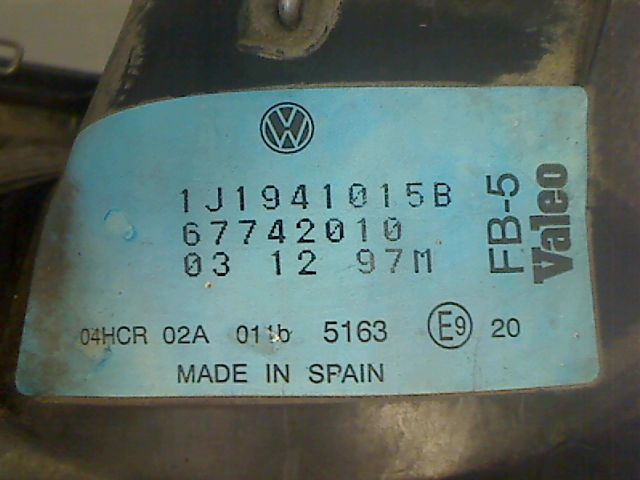 1J1941015B
67742010
03 12 97M
FB-5
Valeo
04HCR 02A 011b 5163 E9 20
MADE IN SPAIN